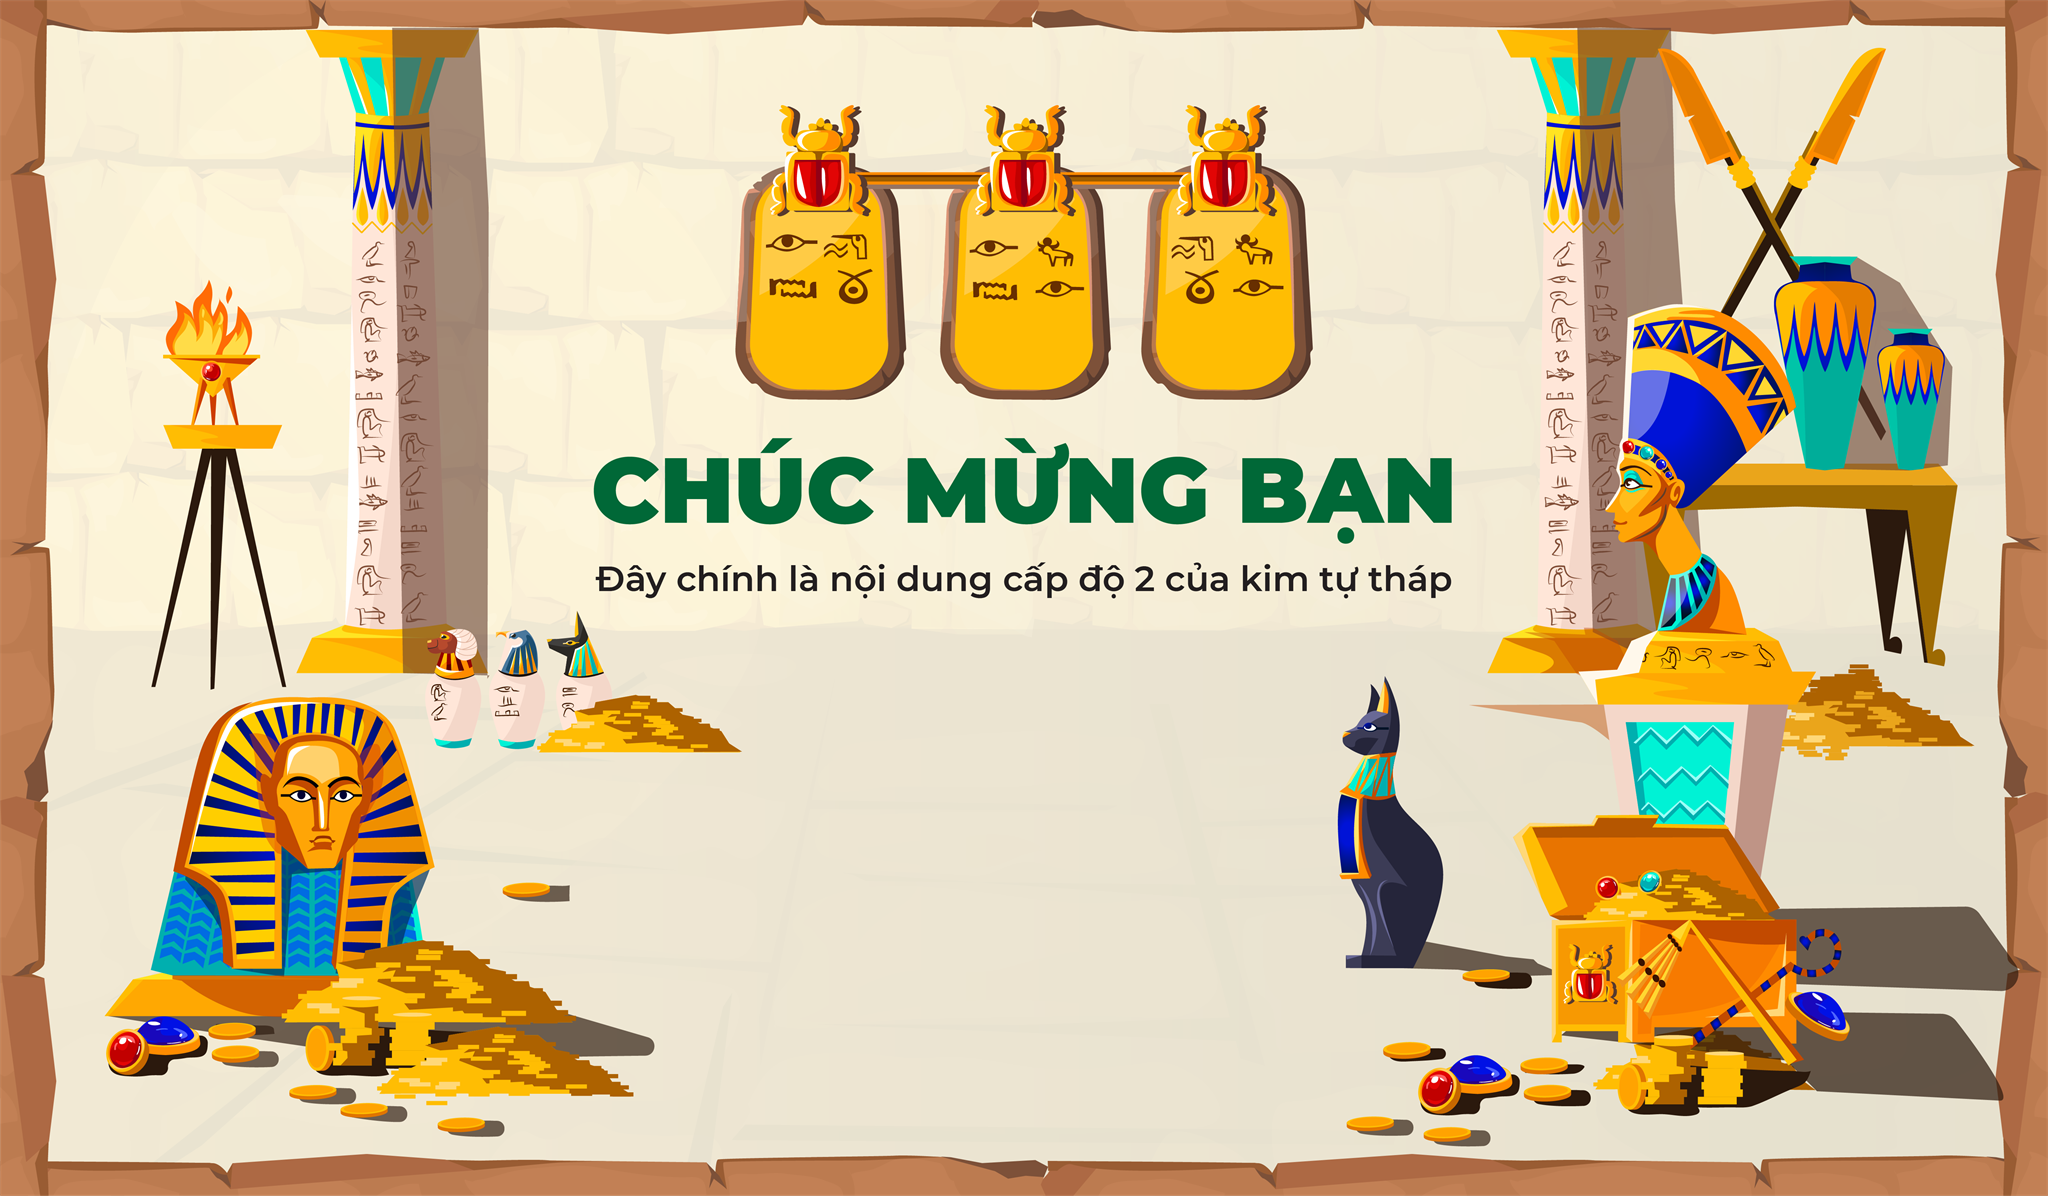 CHÚC MỪNG BẠN
Đây chính là nội dung cấp độ 2 của kim tự tháp